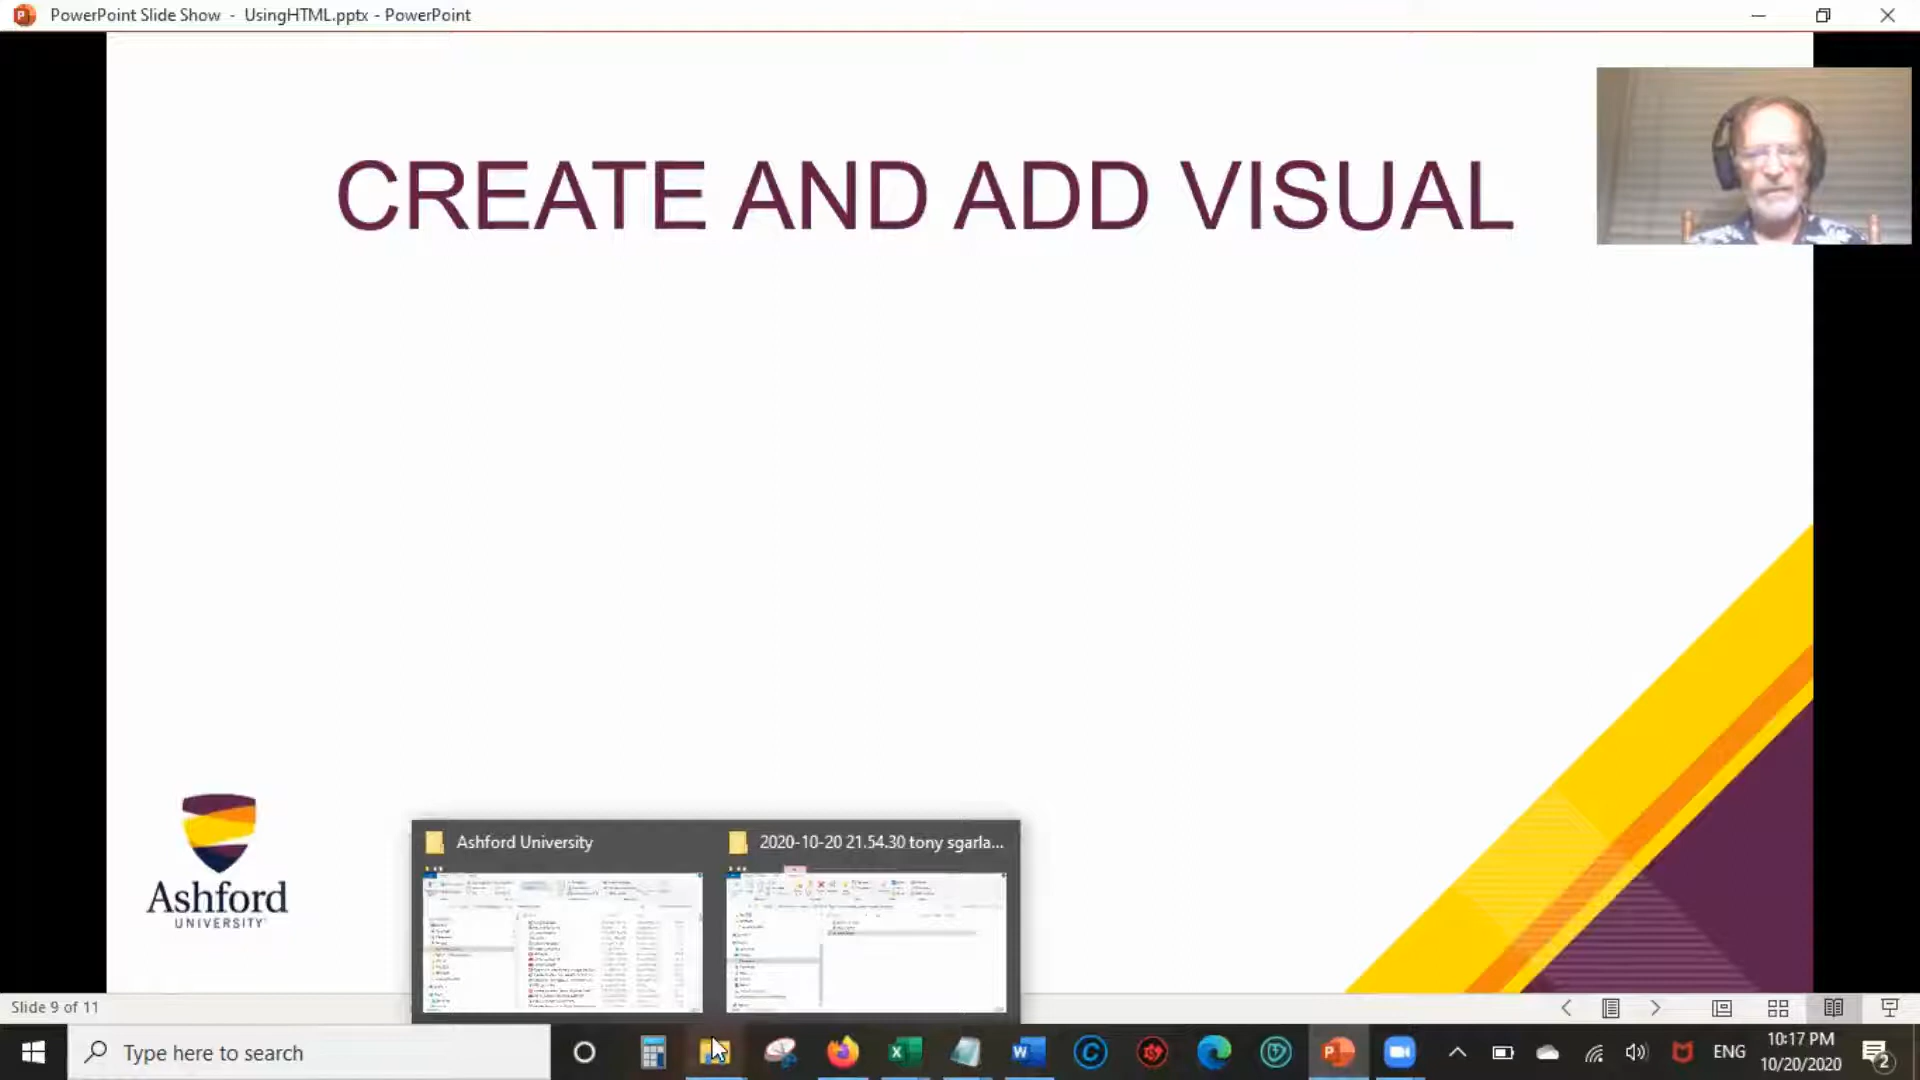 PowerPoint Slide Show - UsingHTML.pptx - PowerPoint
CREATE AND ADD VISUAL
Ashford
UNIVERSITY
Ashford University
2020-10-20 21.54.30 tony sgarla...
Slide 9 of 11
Type here to search
ENG
10:17 PM
10/20/2020
2